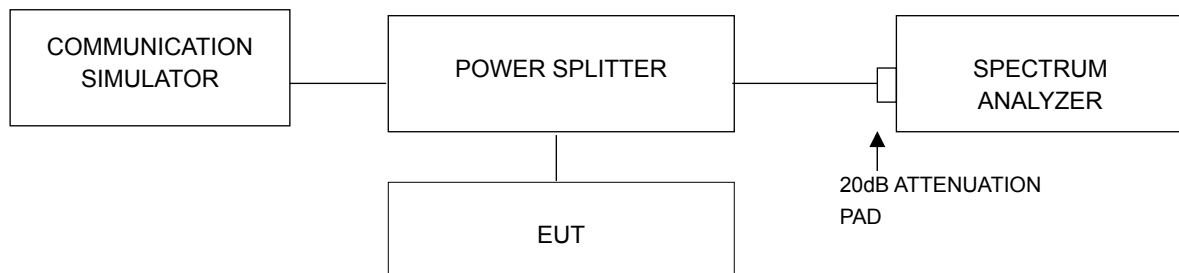 COMMUNICATION
SIMULATOR
POWER SPLITTER
SPECTRUM
ANALYZER
20dB ATTENUATION
PAD
EUT